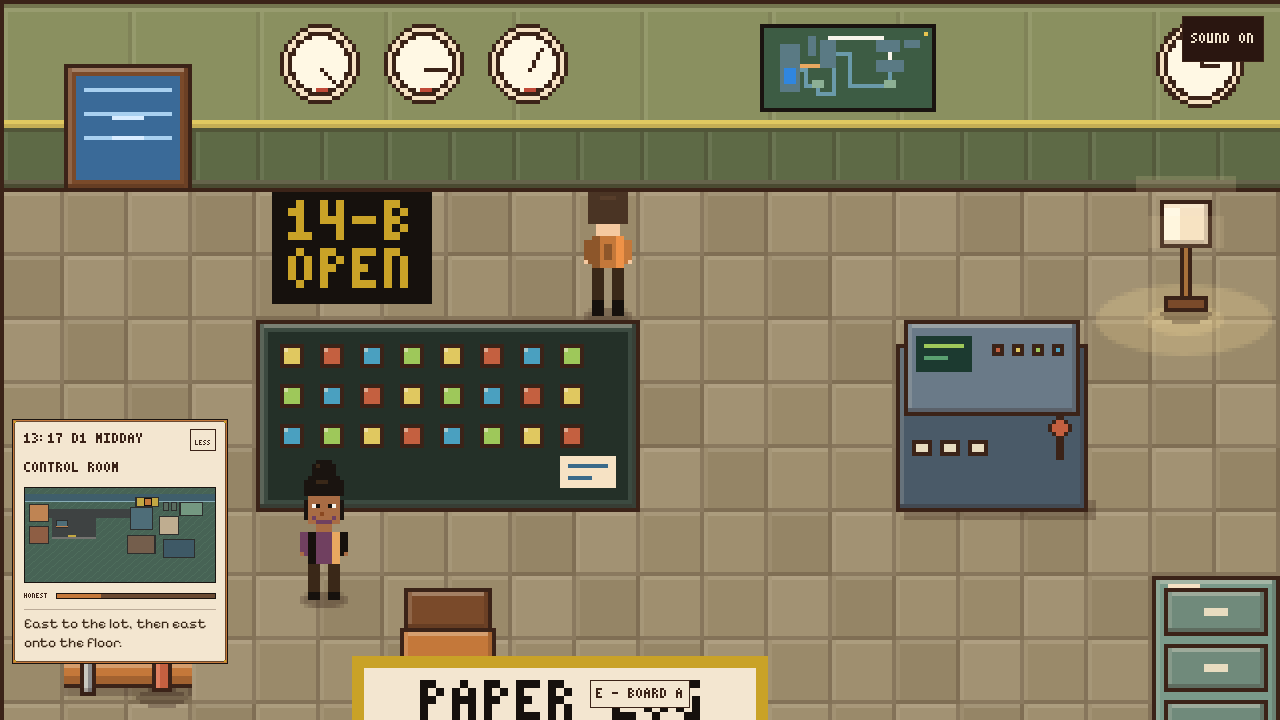 SOUND ON
14-B
OPEN
13:17 D1 MIDDAY
LESS
CONTROL ROOM
HONEST
East to the lot, then east
onto the floor.
PAPER
E - BOARD A